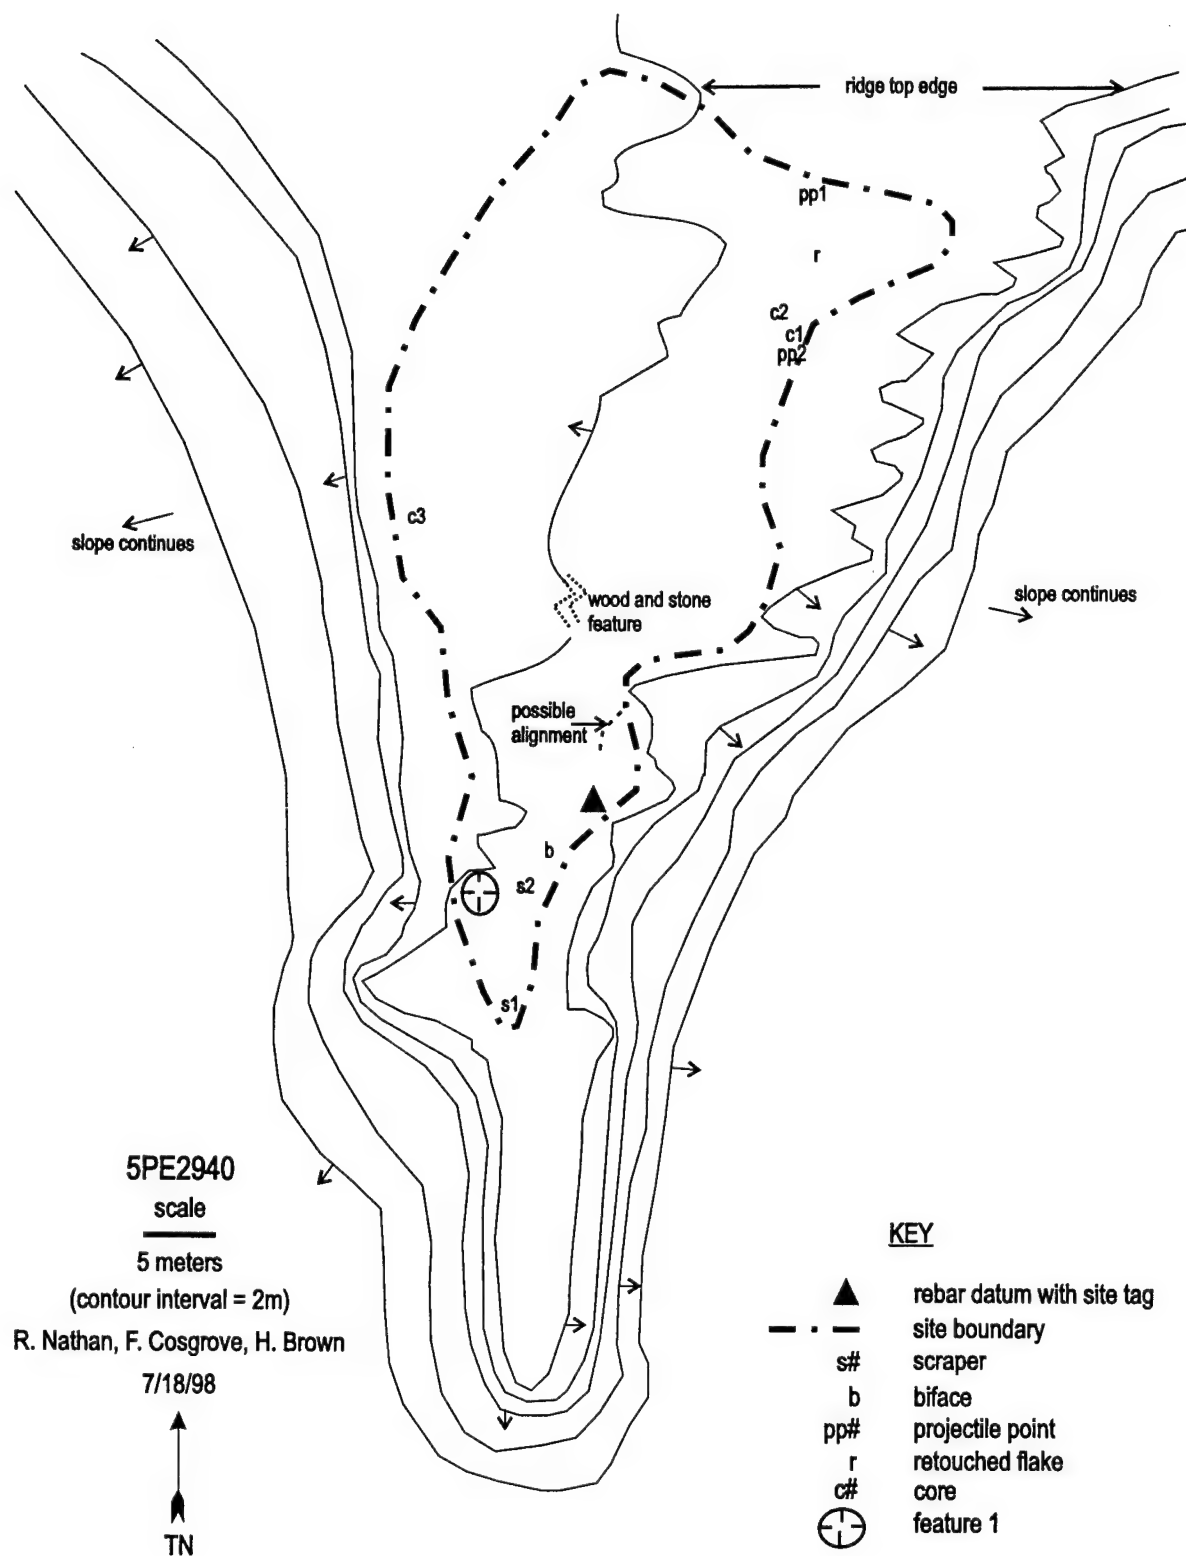 ridge top edge
pp1
r
c2
c1
pp2
c3
slope continues
wood and stone
feature
slope continues
possible
alignment
b
s2
s1
5PE2940
scale
5 meters
(contour interval = 2m)
R. Nathan, F. Cosgrove, H. Brown
7/18/98
TN
KEY
rebar datum with site tag
site boundary
s# scraper
b biface
pp# projectile point
r retouched flake
c# core
feature 1